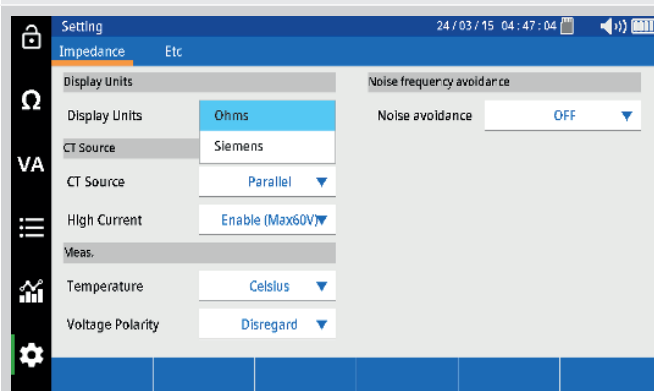 Setting
24/03/15 04:47:04
Impedance Etc
Display Units
Display Units
Ohms
Siemens
CT Source
CT Source
Parallel
High Current
Enable (Max60V)
Meas.
Temperature
Celsius
Voltage Polarity
Disregard
Noise frequency avoidance
Noise avoidance
OFF
Ω
VA